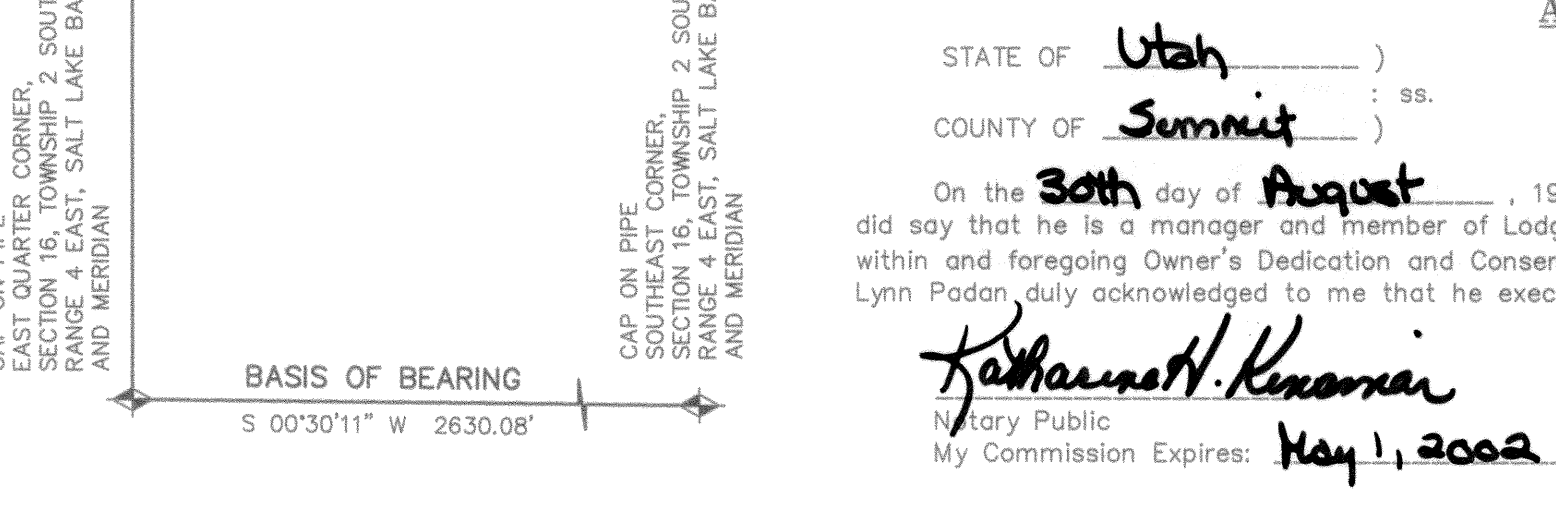 EAST QUARTER CORNER,
SECTION 16, TOWNSHIP 2 SOUT
RANGE 4 EAST, SALT LAKE BA
AND MERIDIAN
CAP ON PIPE
SOUTHEAST CORNER,
SECTION 16, TOWNSHIP 2 SOU
RANGE 4 EAST, SALT LAKE BA
AND MERIDIAN
BASIS OF BEARING
S 00°30'11" W 2630.08'
A
STATE OF Utah )
: ss.
COUNTY OF Summit )
On the 30th day of August , 19
did say that he is a manager and member of Lodg
within and foregoing Owner's Dedication and Conser
Lynn Padan duly acknowledged to me that he exec
Katharine H.
Notary Public
My Commission Expires: May 1, 2002